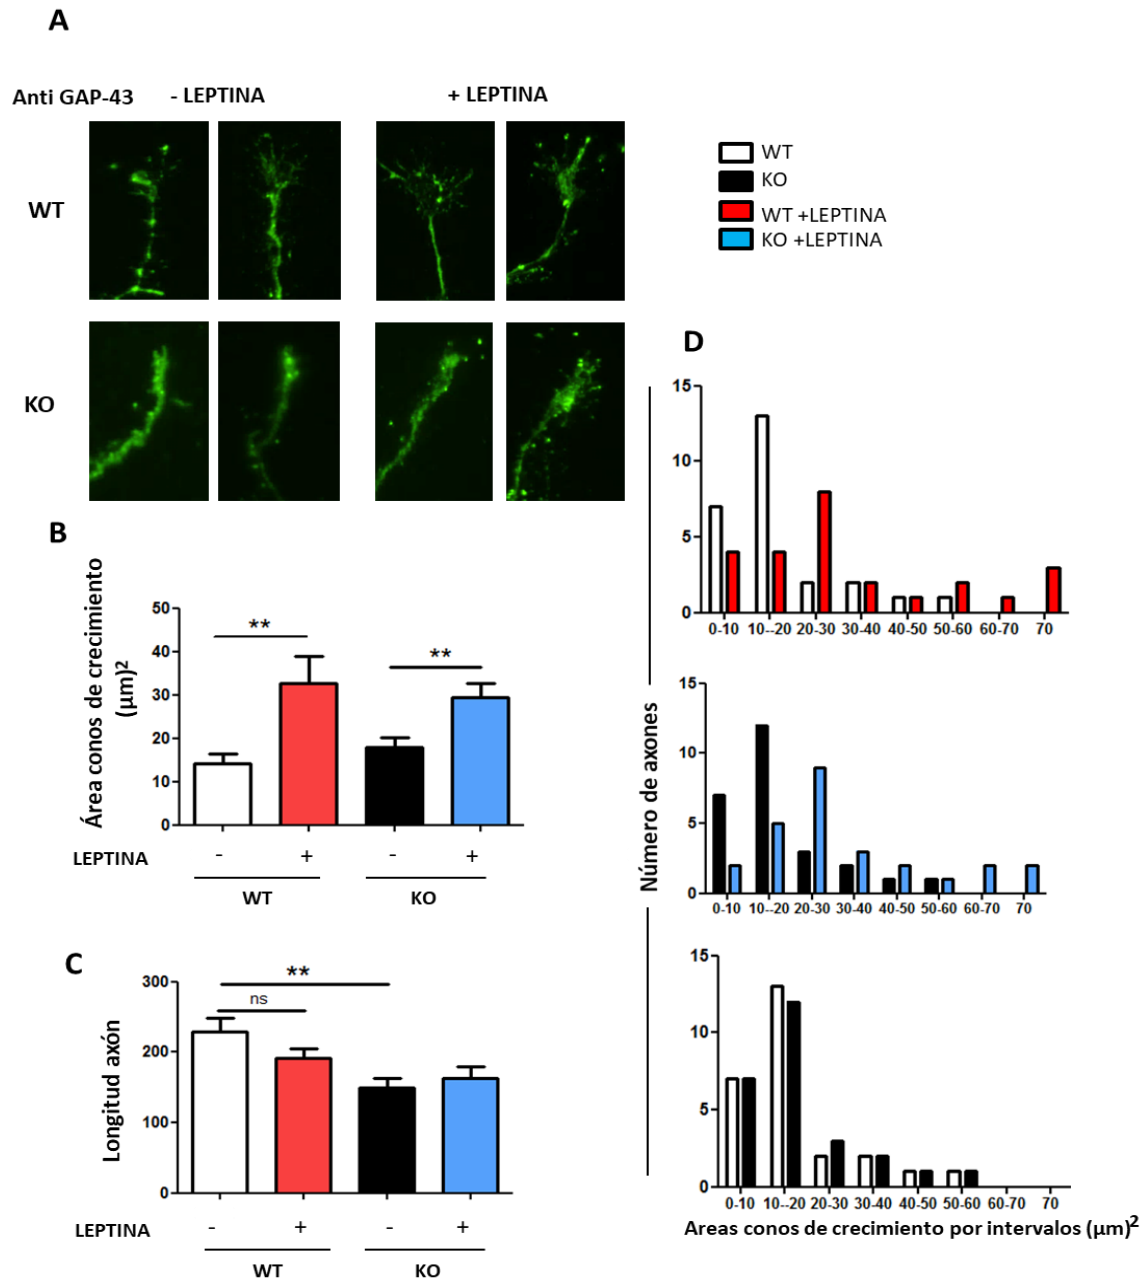 A
Anti GAP-43 - LEPTINA + LEPTINA
WT
KO
WT
KO
WT +LEPTINA
KO +LEPTINA
B
Área conos de crecimiento
(µm)2
50
40
30
20
10
0
**
**
LEPTINA - + - +
WT KO
C
Longitud axón
300
200
100
0
**
ns
LEPTINA - + - +
WT KO
D
Número de axones
15
10
5
0
0-10 10--20 20-30 30-40 40-50 50-60 60-70 70
15
10
5
0
0-10 10--20 20-30 30-40 40-50 50-60 60-70 70
15
10
5
0
0-10 10--20 20-30 30-40 40-50 50-60 60-70 70
Areas conos de crecimiento por intervalos (µm)2